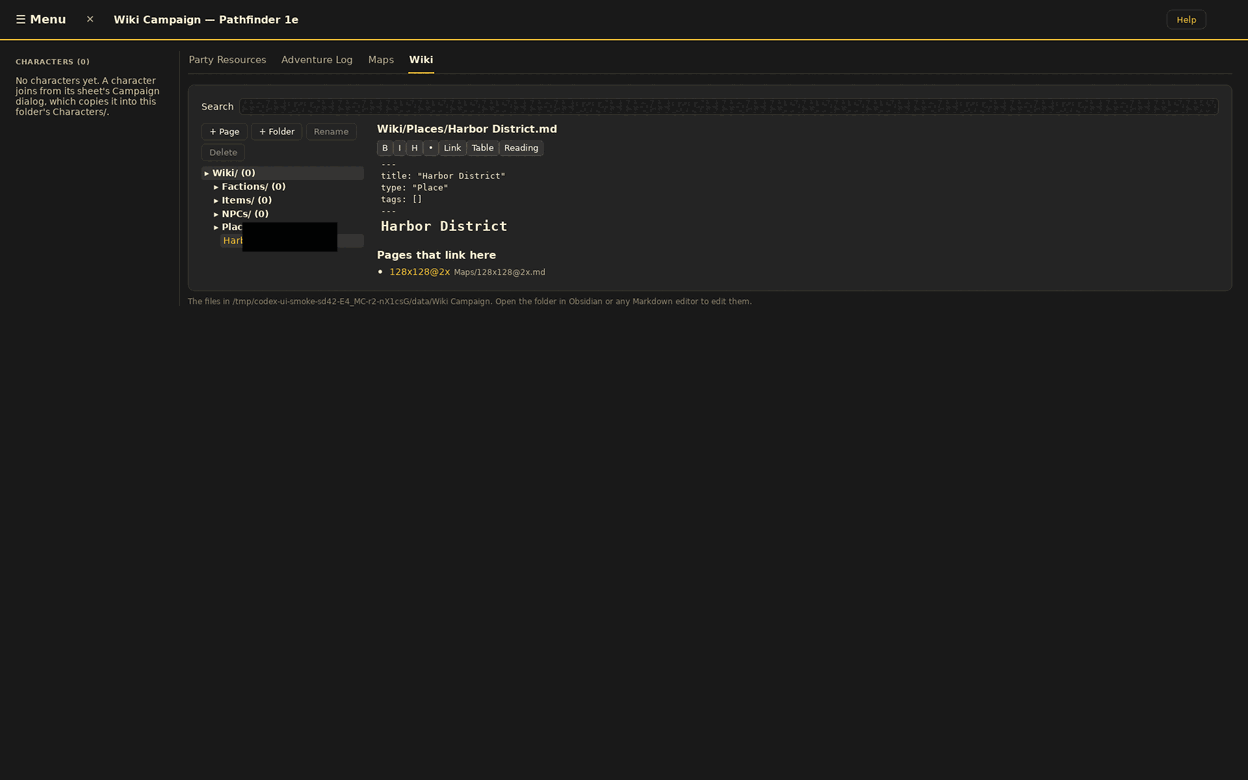 ☰ Menu × Wiki Campaign — Pathfinder 1e Help
CHARACTERS (0)
No characters yet. A character
joins from its sheet's Campaign
dialog, which copies it into this
folder's Characters/.
Party Resources Adventure Log Maps Wiki
Search
+ Page + Folder Rename
Delete
▸ Wiki/ (0)
▸ Factions/ (0)
▸ Items/ (0)
▸ NPCs/ (0)
Wiki/Places/Harbor District.md
B I H • Link Table Reading
---
title: "Harbor District"
type: "Place"
tags: []
---
Harbor District
Pages that link here
• 128x128@2x Maps/128x128@2x.md
The files in /tmp/codex-ui-smoke-sd42-E4_MC-r2-nX1csG/data/Wiki Campaign. Open the folder in Obsidian or any Markdown editor to edit them.